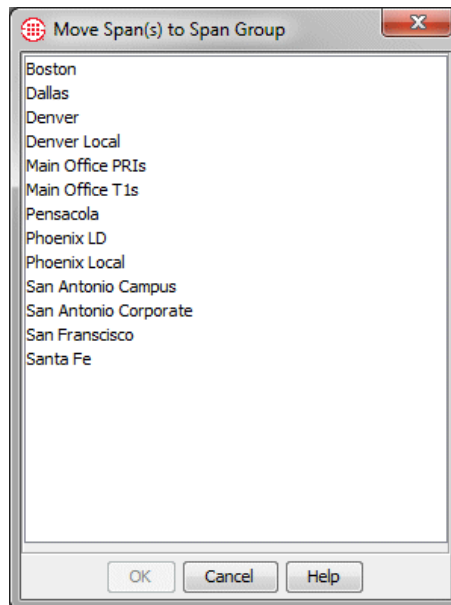 Move Span(s) to Span Group
Boston
Dallas
Denver
Denver Local
Main Office PRIs
Main Office T1s
Pensacola
Phoenix LD
Phoenix Local
San Antonio Campus
San Antonio Corporate
San Franscisco
Santa Fe
OK Cancel Help